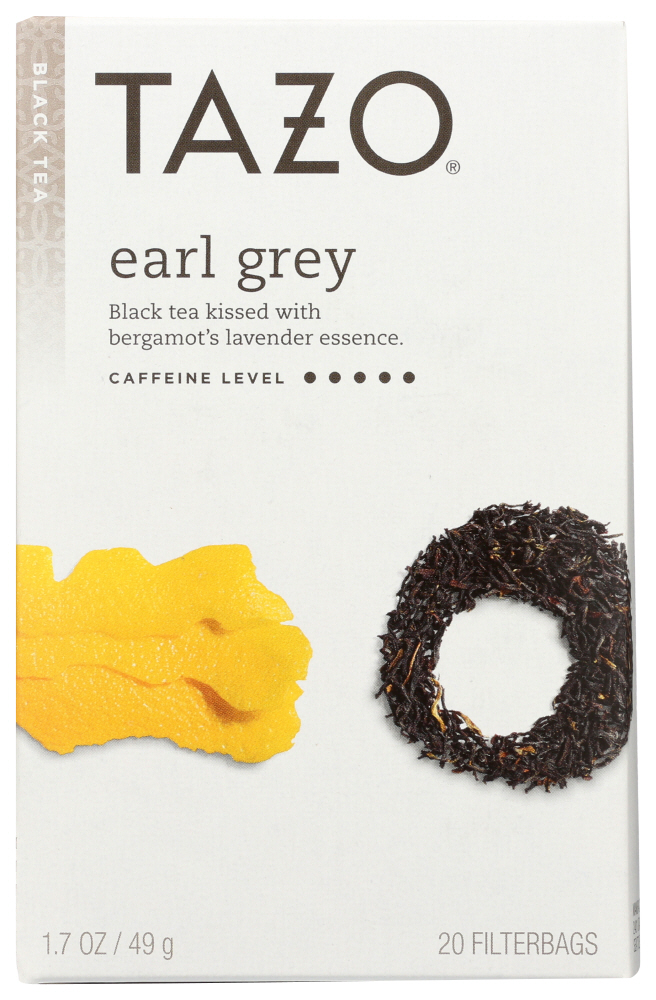 BLACK TEA
TAZO®
earl grey
Black tea kissed with
bergamot's lavender essence.
CAFFEINE LEVEL ● ● ● ● ●
1.7 OZ / 49 g
20 FILTERBAGS